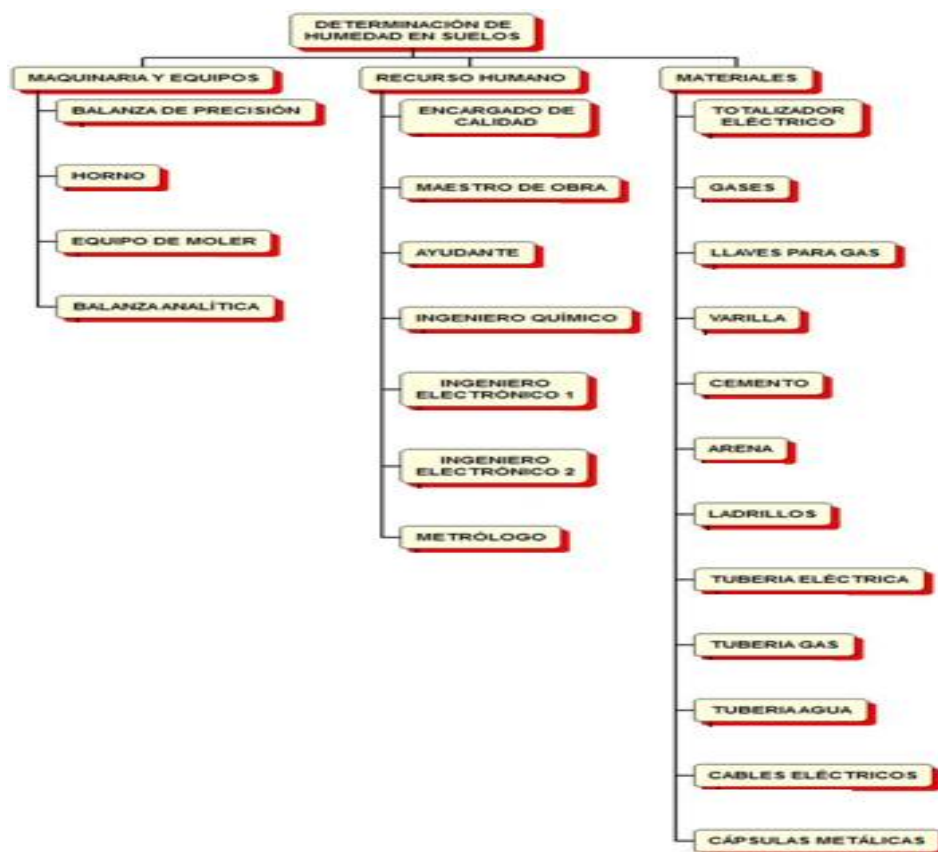 DETERMINACIÓN DE
HUMEDAD EN SUELOS
MAQUINARIA Y EQUIPOS
BALANZA DE PRECISIÓN
HORNO
EQUIPO DE MOLER
BALANZA ANALÍTICA
RECURSO HUMANO
ENCARGADO DE
CALIDAD
MAESTRO DE OBRA
AYUDANTE
INGENIERO QUÍMICO
INGENIERO
ELECTRÓNICO 1
INGENIERO
ELECTRÓNICO 2
METRÓLOGO
MATERIALES
TOTALIZADOR
ELÉCTRICO
GASES
LLAVES PARA GAS
VARILLA
CEMENTO
ARENA
LADRILLOS
TUBERIA ELÉCTRICA
TUBERIA GAS
TUBERIA AGUA
CABLES ELÉCTRICOS
CÁPSULAS METÁLICAS